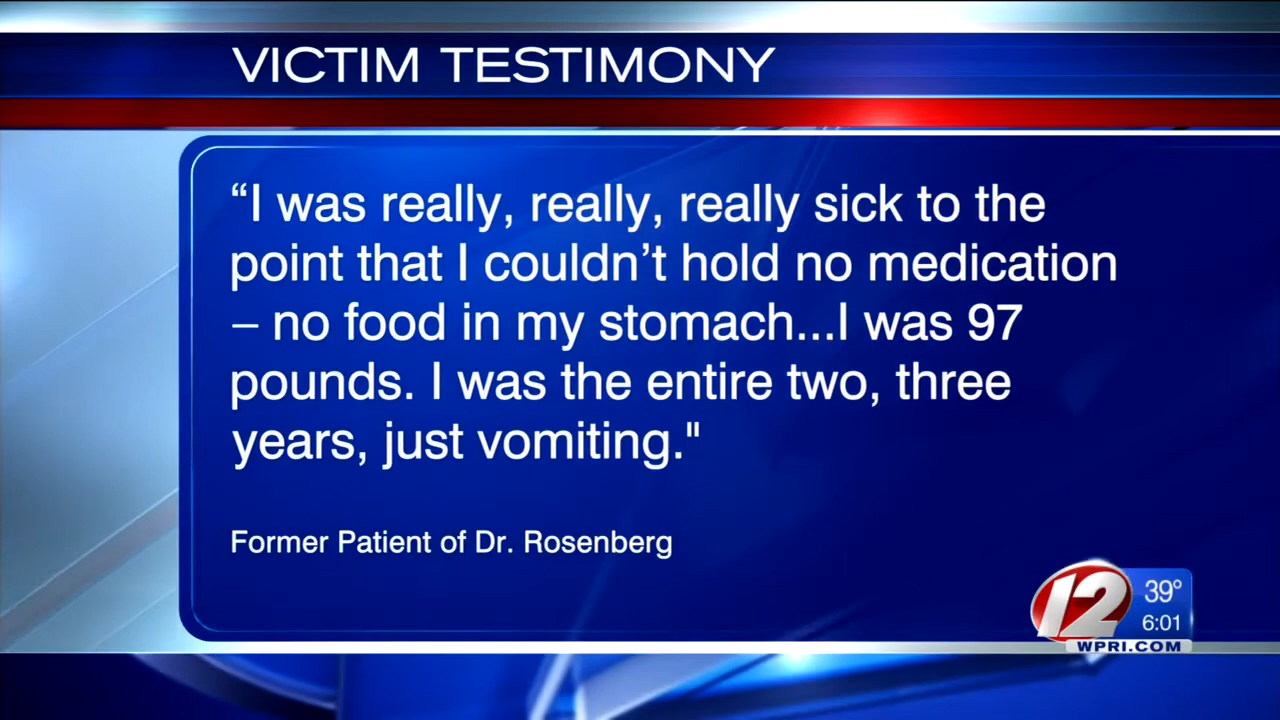 VICTIM TESTIMONY
“I was really, really, really sick to the
point that I couldn’t hold no medication
– no food in my stomach...I was 97
pounds. I was the entire two, three
years, just vomiting."
Former Patient of Dr. Rosenberg
12
39°
6:01
WPRI.COM